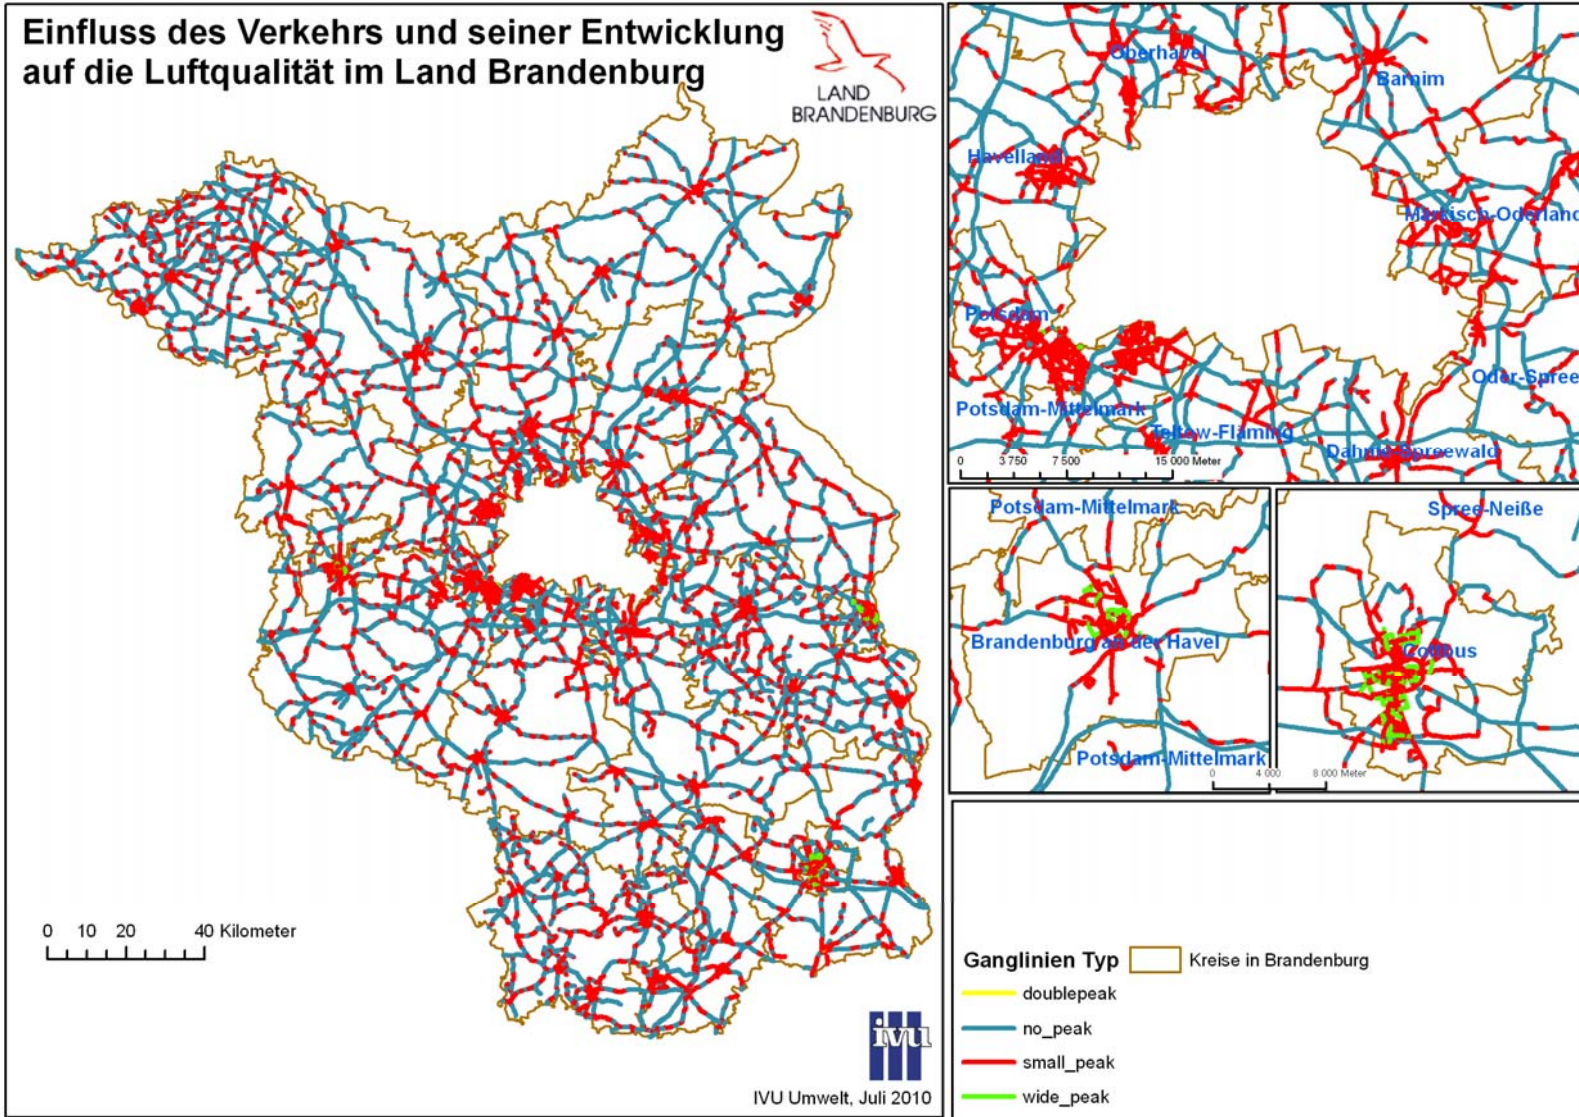 Einfluss des Verkehrs und seiner Entwicklung
auf die Luftqualität im Land Brandenburg
LAND
BRANDENBURG
0 10 20 40 Kilometer
ivu
IVU Umwelt, Juli 2010
Oberhavel
Barnim
Havelland
Märkisch-Oderland
Potsdam
Oder-Spree
Potsdam-Mittelmark
Teltow-Fläming
Dahme-Spreewald
0 3 750 7 500 15 000 Meter
Potsdam-Mittelmark
Brandenburg an der Havel
Potsdam-Mittelmark
Spree-Neiße
Cottbus
0 4 000 8 000 Meter
Ganglinien Typ
Kreise in Brandenburg
doublepeak
no_peak
small_peak
wide_peak